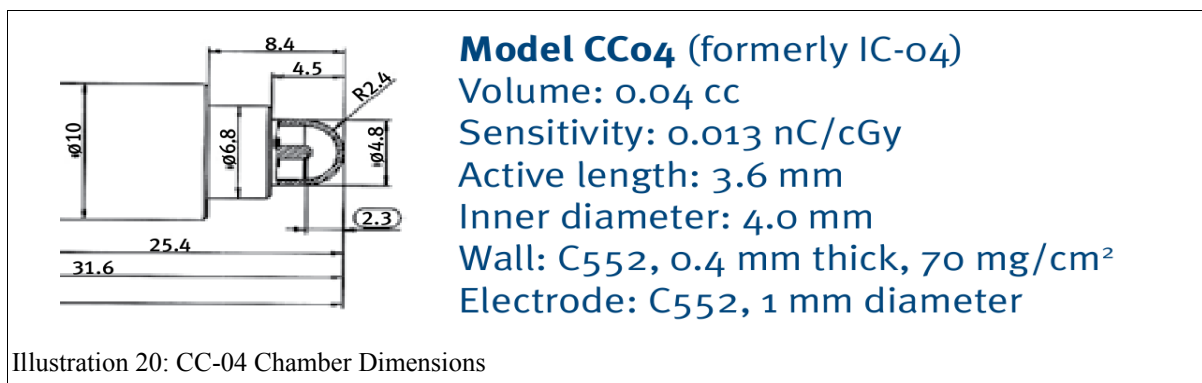 8.4
4.5
R2.4
ø10
ø6.8
ø4.8
2.3
25.4
31.6
Model CC04 (formerly IC-04)
Volume: 0.04 cc
Sensitivity: 0.013 nC/cGy
Active length: 3.6 mm
Inner diameter: 4.0 mm
Wall: C552, 0.4 mm thick, 70 mg/cm²
Electrode: C552, 1 mm diameter
Illustration 20: CC-04 Chamber Dimensions